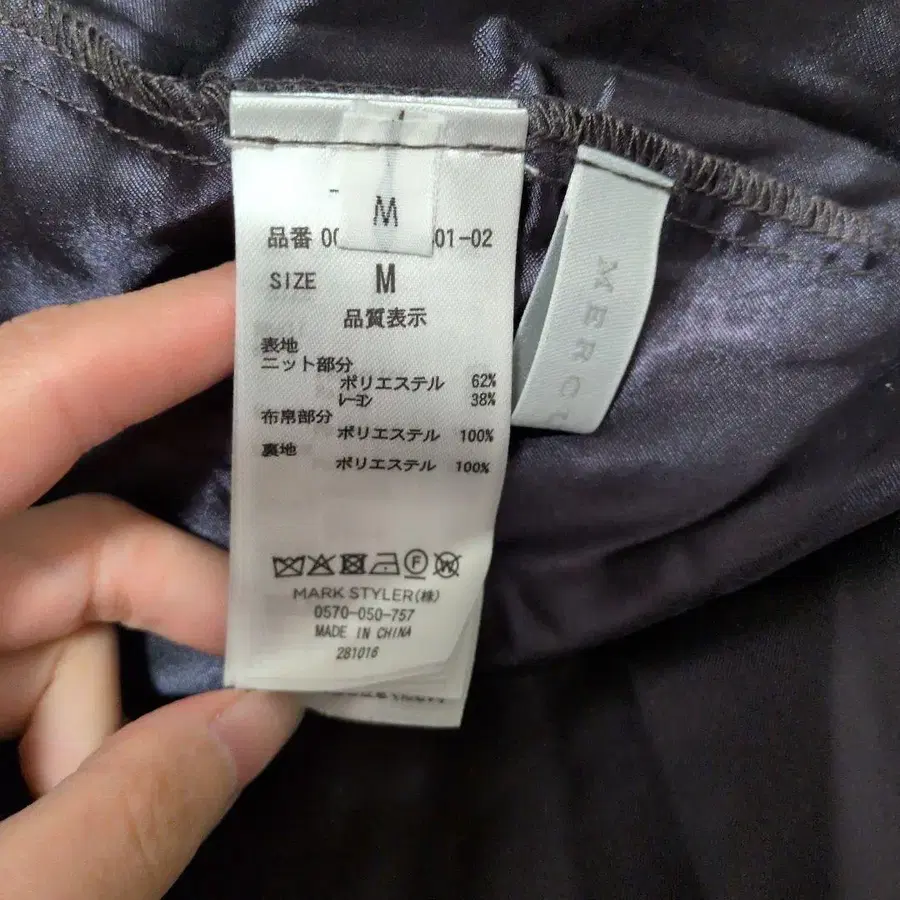 M
品番 00 01-02
SIZE M
品質表示
表地
ニット部分
ポリエステル 62%
レーヨン 38%
布帛部分
ポリエステル 100%
裏地
ポリエステル 100%
MARK STYLER(株)
0570-050-757
MADE IN CHINA
281016
MERCU